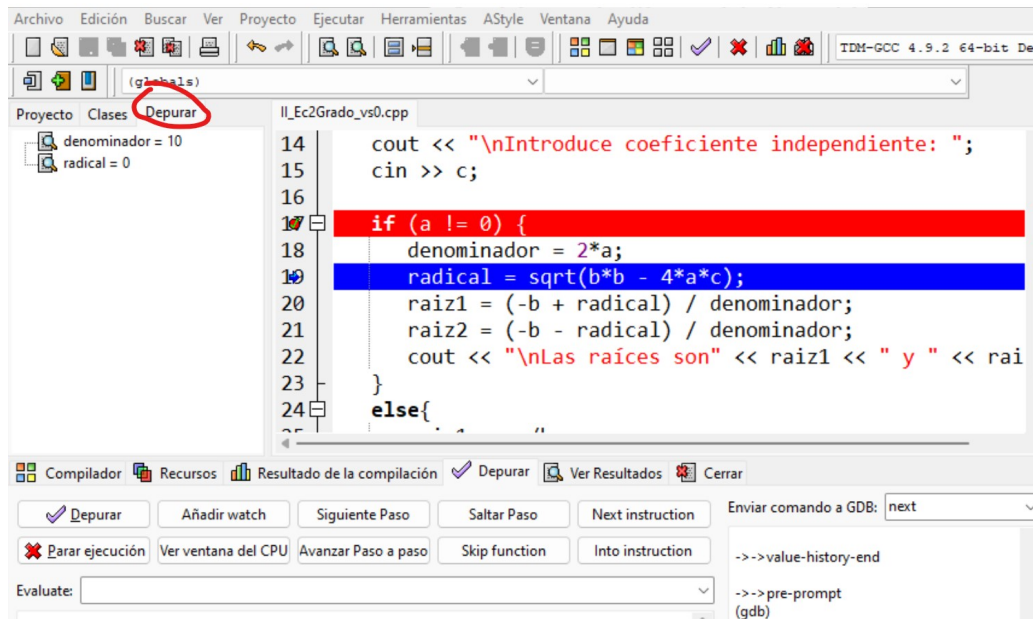 Archivo Edición Buscar Ver Proyecto Ejecutar Herramientas AStyle Ventana Ayuda
TDM-GCC 4.9.2 64-bit De
(globals)
Proyecto Clases Depurar
II_Ec2Grado_vs0.cpp
denominador = 10
radical = 0
14 cout << "\nIntroduce coeficiente independiente: ";
15 cin >> c;
16
17 if (a != 0) {
18 denominador = 2*a;
19 radical = sqrt(b*b - 4*a*c);
20 raiz1 = (-b + radical) / denominador;
21 raiz2 = (-b - radical) / denominador;
22 cout << "\nLas raíces son" << raiz1 << " y " << rai
23 }
24 else{
Compilador Recursos Resultado de la compilación Depurar Ver Resultados Cerrar
Depurar Añadir watch Siguiente Paso Saltar Paso Next instruction
Enviar comando a GDB: next
Parar ejecución Ver ventana del CPU Avanzar Paso a paso Skip function Into instruction
->->value-history-end
Evaluate:
->->pre-prompt
(gdb)